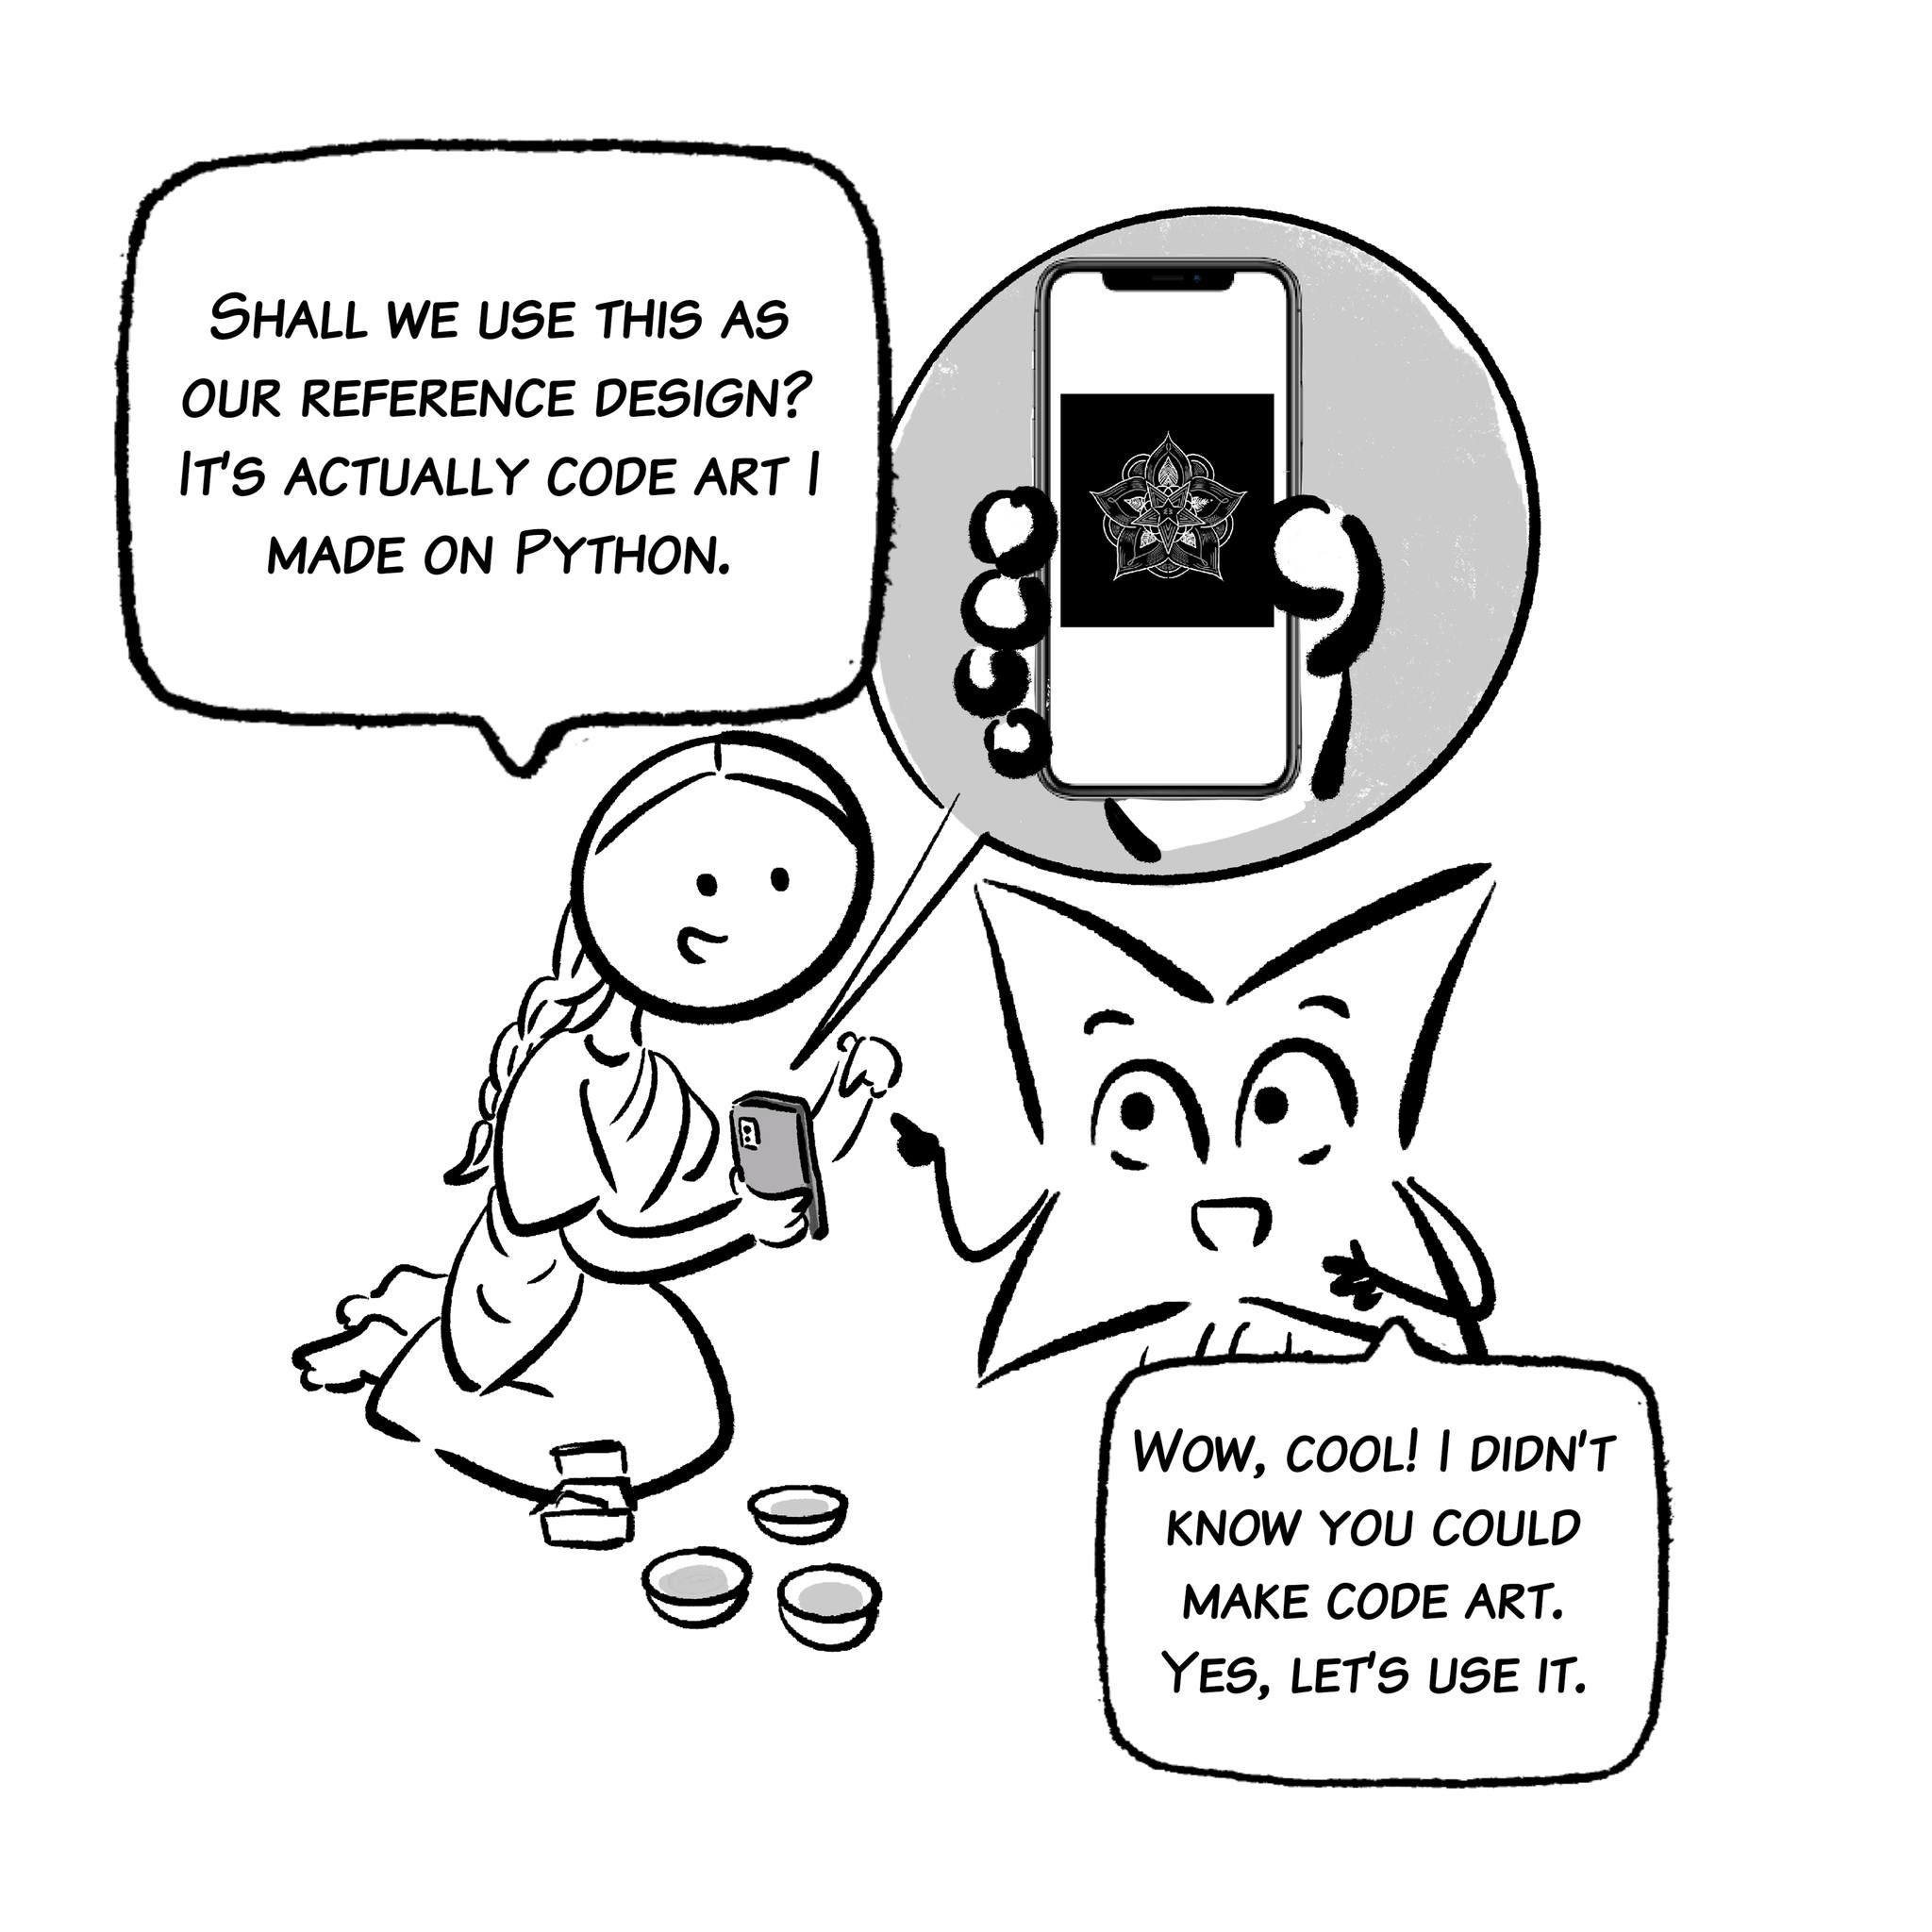 Shall we use this as
our reference design?
It's actually code art I
made on Python.
Wow, cool! I didn't
know you could
make code art.
Yes, let's use it.